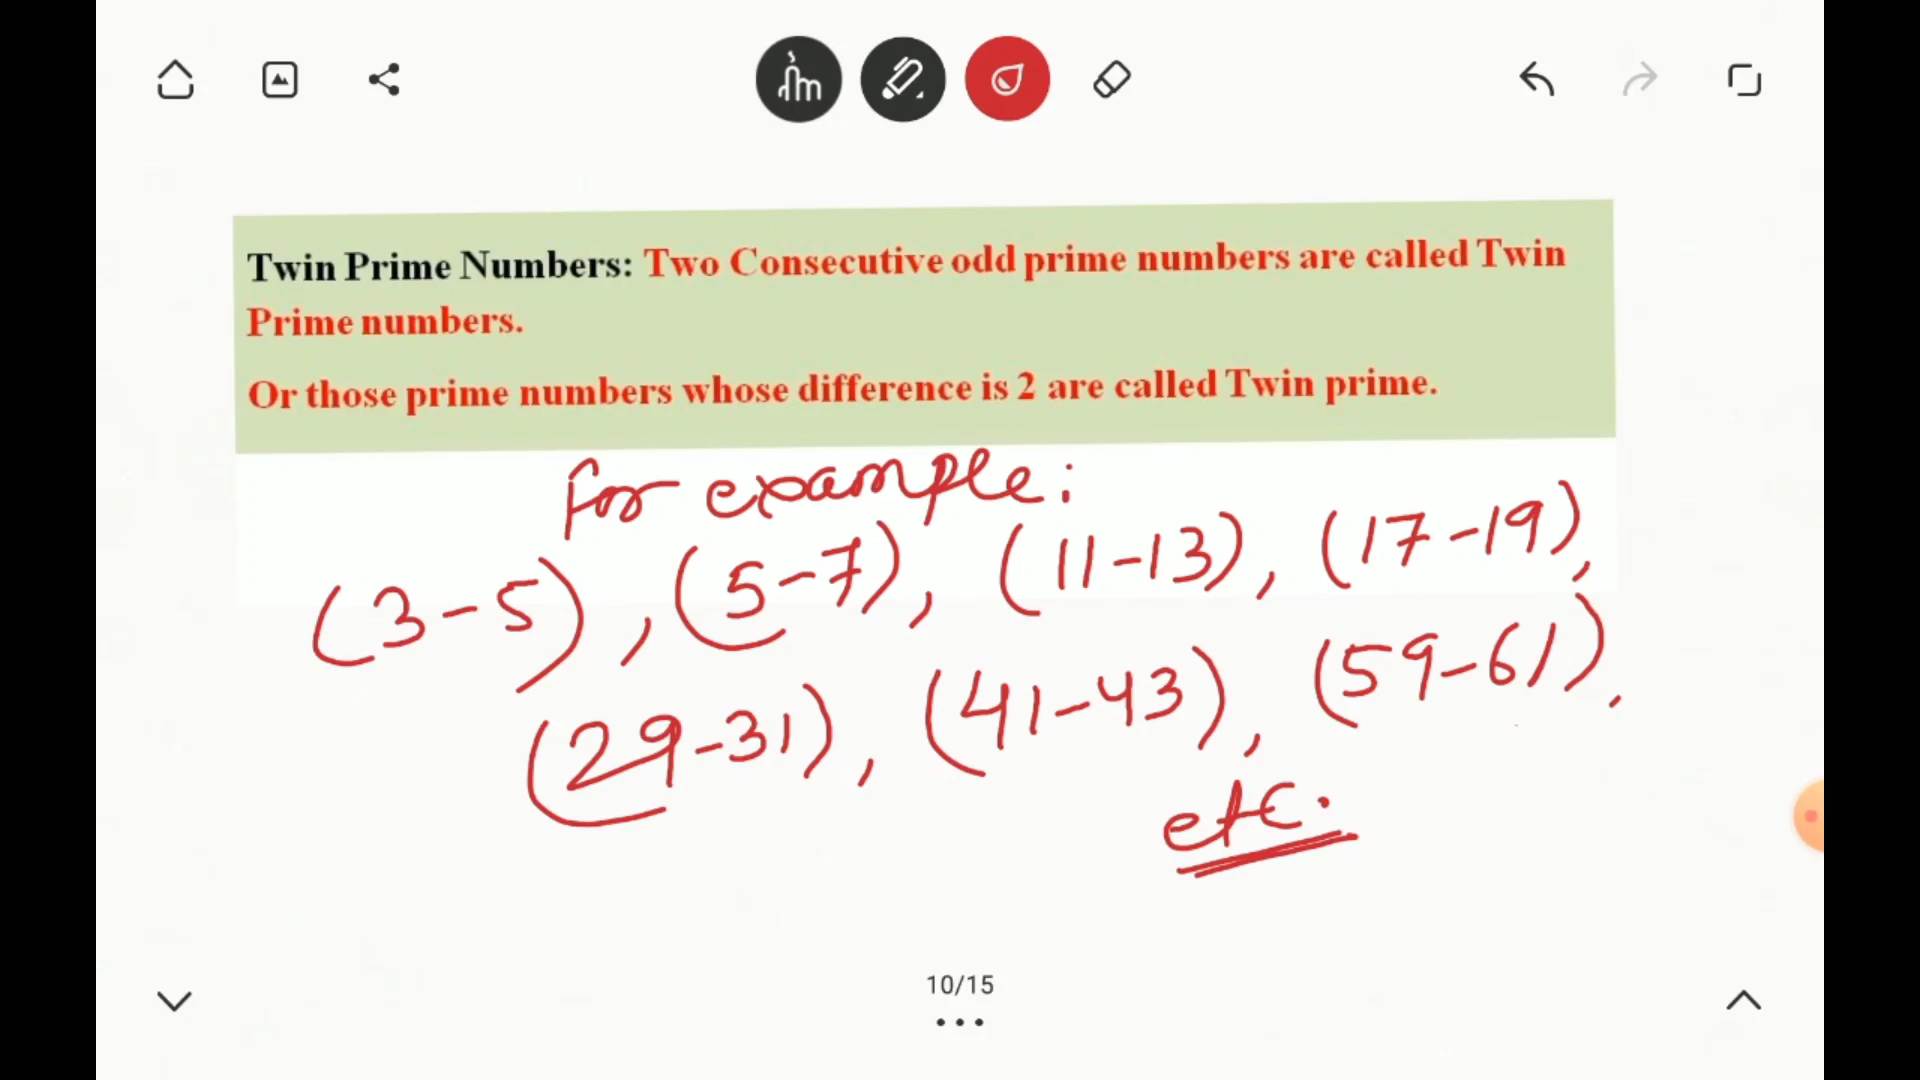 Twin Prime Numbers: Two Consecutive odd prime numbers are called Twin
Prime numbers.
Or those prime numbers whose difference is 2 are called Twin prime.
for example:
(3-5), (5-7), (11-13), (17-19),
(29-31), (41-43), (59-61),
etc.
10/15